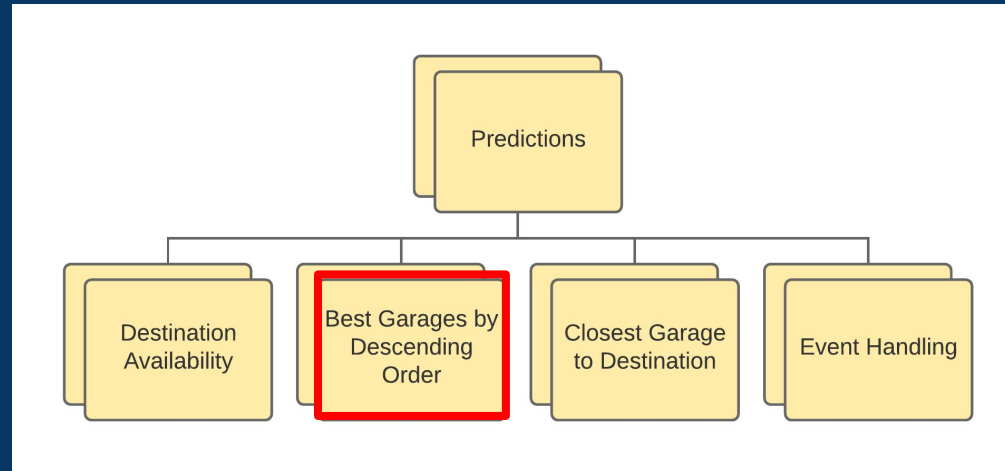 Predictions
Destination
Availability
Best Garages by
Descending
Order
Closest Garage
to Destination
Event Handling